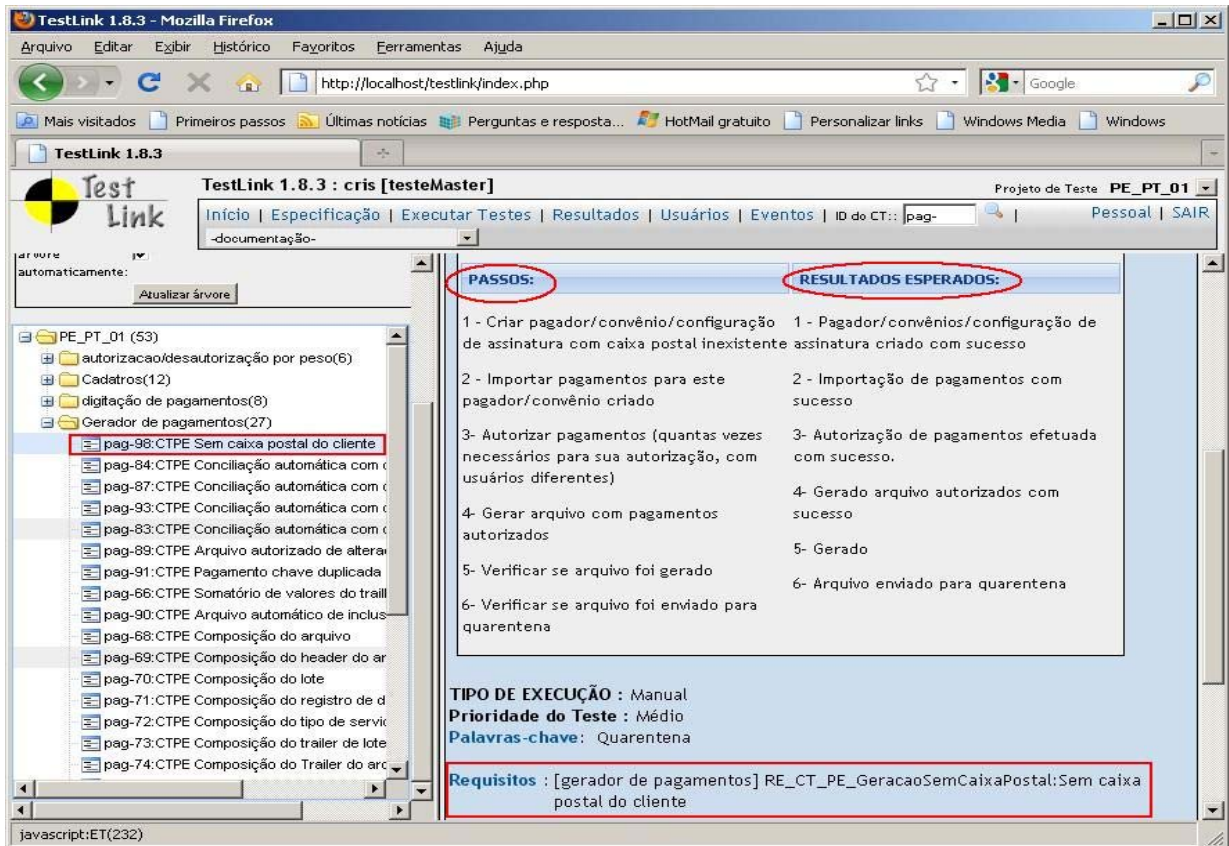 TestLink 1.8.3 - Mozilla Firefox
Arquivo Editar Exibir Histórico Favoritos Ferramentas Ajuda
http://localhost/testlink/index.php
Google
Mais visitados Primeiros passos Últimas notícias Perguntas e resposta... HotMail gratuito Personalizar links Windows Media Windows
TestLink 1.8.3
Test Link
TestLink 1.8.3 : cris [testeMaster]
Projeto de Teste PE_PT_01
Início | Especificação | Executar Testes | Resultados | Usuários | Eventos | ID do CT:: pag- |
Pessoal | SAIR
-documentação-
automaticamente:
Atualizar árvore
PE_PT_01 (53)
autorizacao/desautorização por peso(6)
Cadatros(12)
digitação de pagamentos(8)
Gerador de pagamentos(27)
pag-98:CTPE Sem caixa postal do cliente
pag-84:CTPE Conciliação automática com
pag-87:CTPE Conciliação automática com
pag-93:CTPE Conciliação automática com
pag-83:CTPE Conciliação automática com
pag-89:CTPE Arquivo autorizado de altera
pag-91:CTPE Pagamento chave duplicada
pag-66:CTPE Somatório de valores do trail
pag-90:CTPE Arquivo automático de inclus
pag-68:CTPE Composição do arquivo
pag-69:CTPE Composição do header do ar
pag-70:CTPE Composição do lote
pag-71:CTPE Composição do registro de d
pag-72:CTPE Composição do tipo de servi
pag-73:CTPE Composição do trailer de lote
pag-74:CTPE Composição do Trailer do arq
PASSOS:
1 - Criar pagador/convênio/configuração
de assinatura com caixa postal inexistente
2 - Importar pagamentos para este
pagador/convênio criado
3- Autorizar pagamentos (quantas vezes
necessários para sua autorização, com
usuários diferentes)
4- Gerar arquivo com pagamentos
autorizados
5- Verificar se arquivo foi gerado
6- Verificar se arquivo foi enviado para
quarentena
RESULTADOS ESPERADOS:
1 - Pagador/convênios/configuração de
assinatura criado com sucesso
2 - Importação de pagamentos com
sucesso
3- Autorização de pagamentos efetuada
com sucesso.
4- Gerado arquivo autorizados com
sucesso
5- Gerado
6- Arquivo enviado para quarentena
TIPO DE EXECUÇÃO : Manual
Prioridade do Teste : Médio
Palavras-chave: Quarentena
Requisitos : [gerador de pagamentos] RE_CT_PE_GeracaoSemCaixaPostal:Sem caixa
postal do cliente
javascript:ET(232)